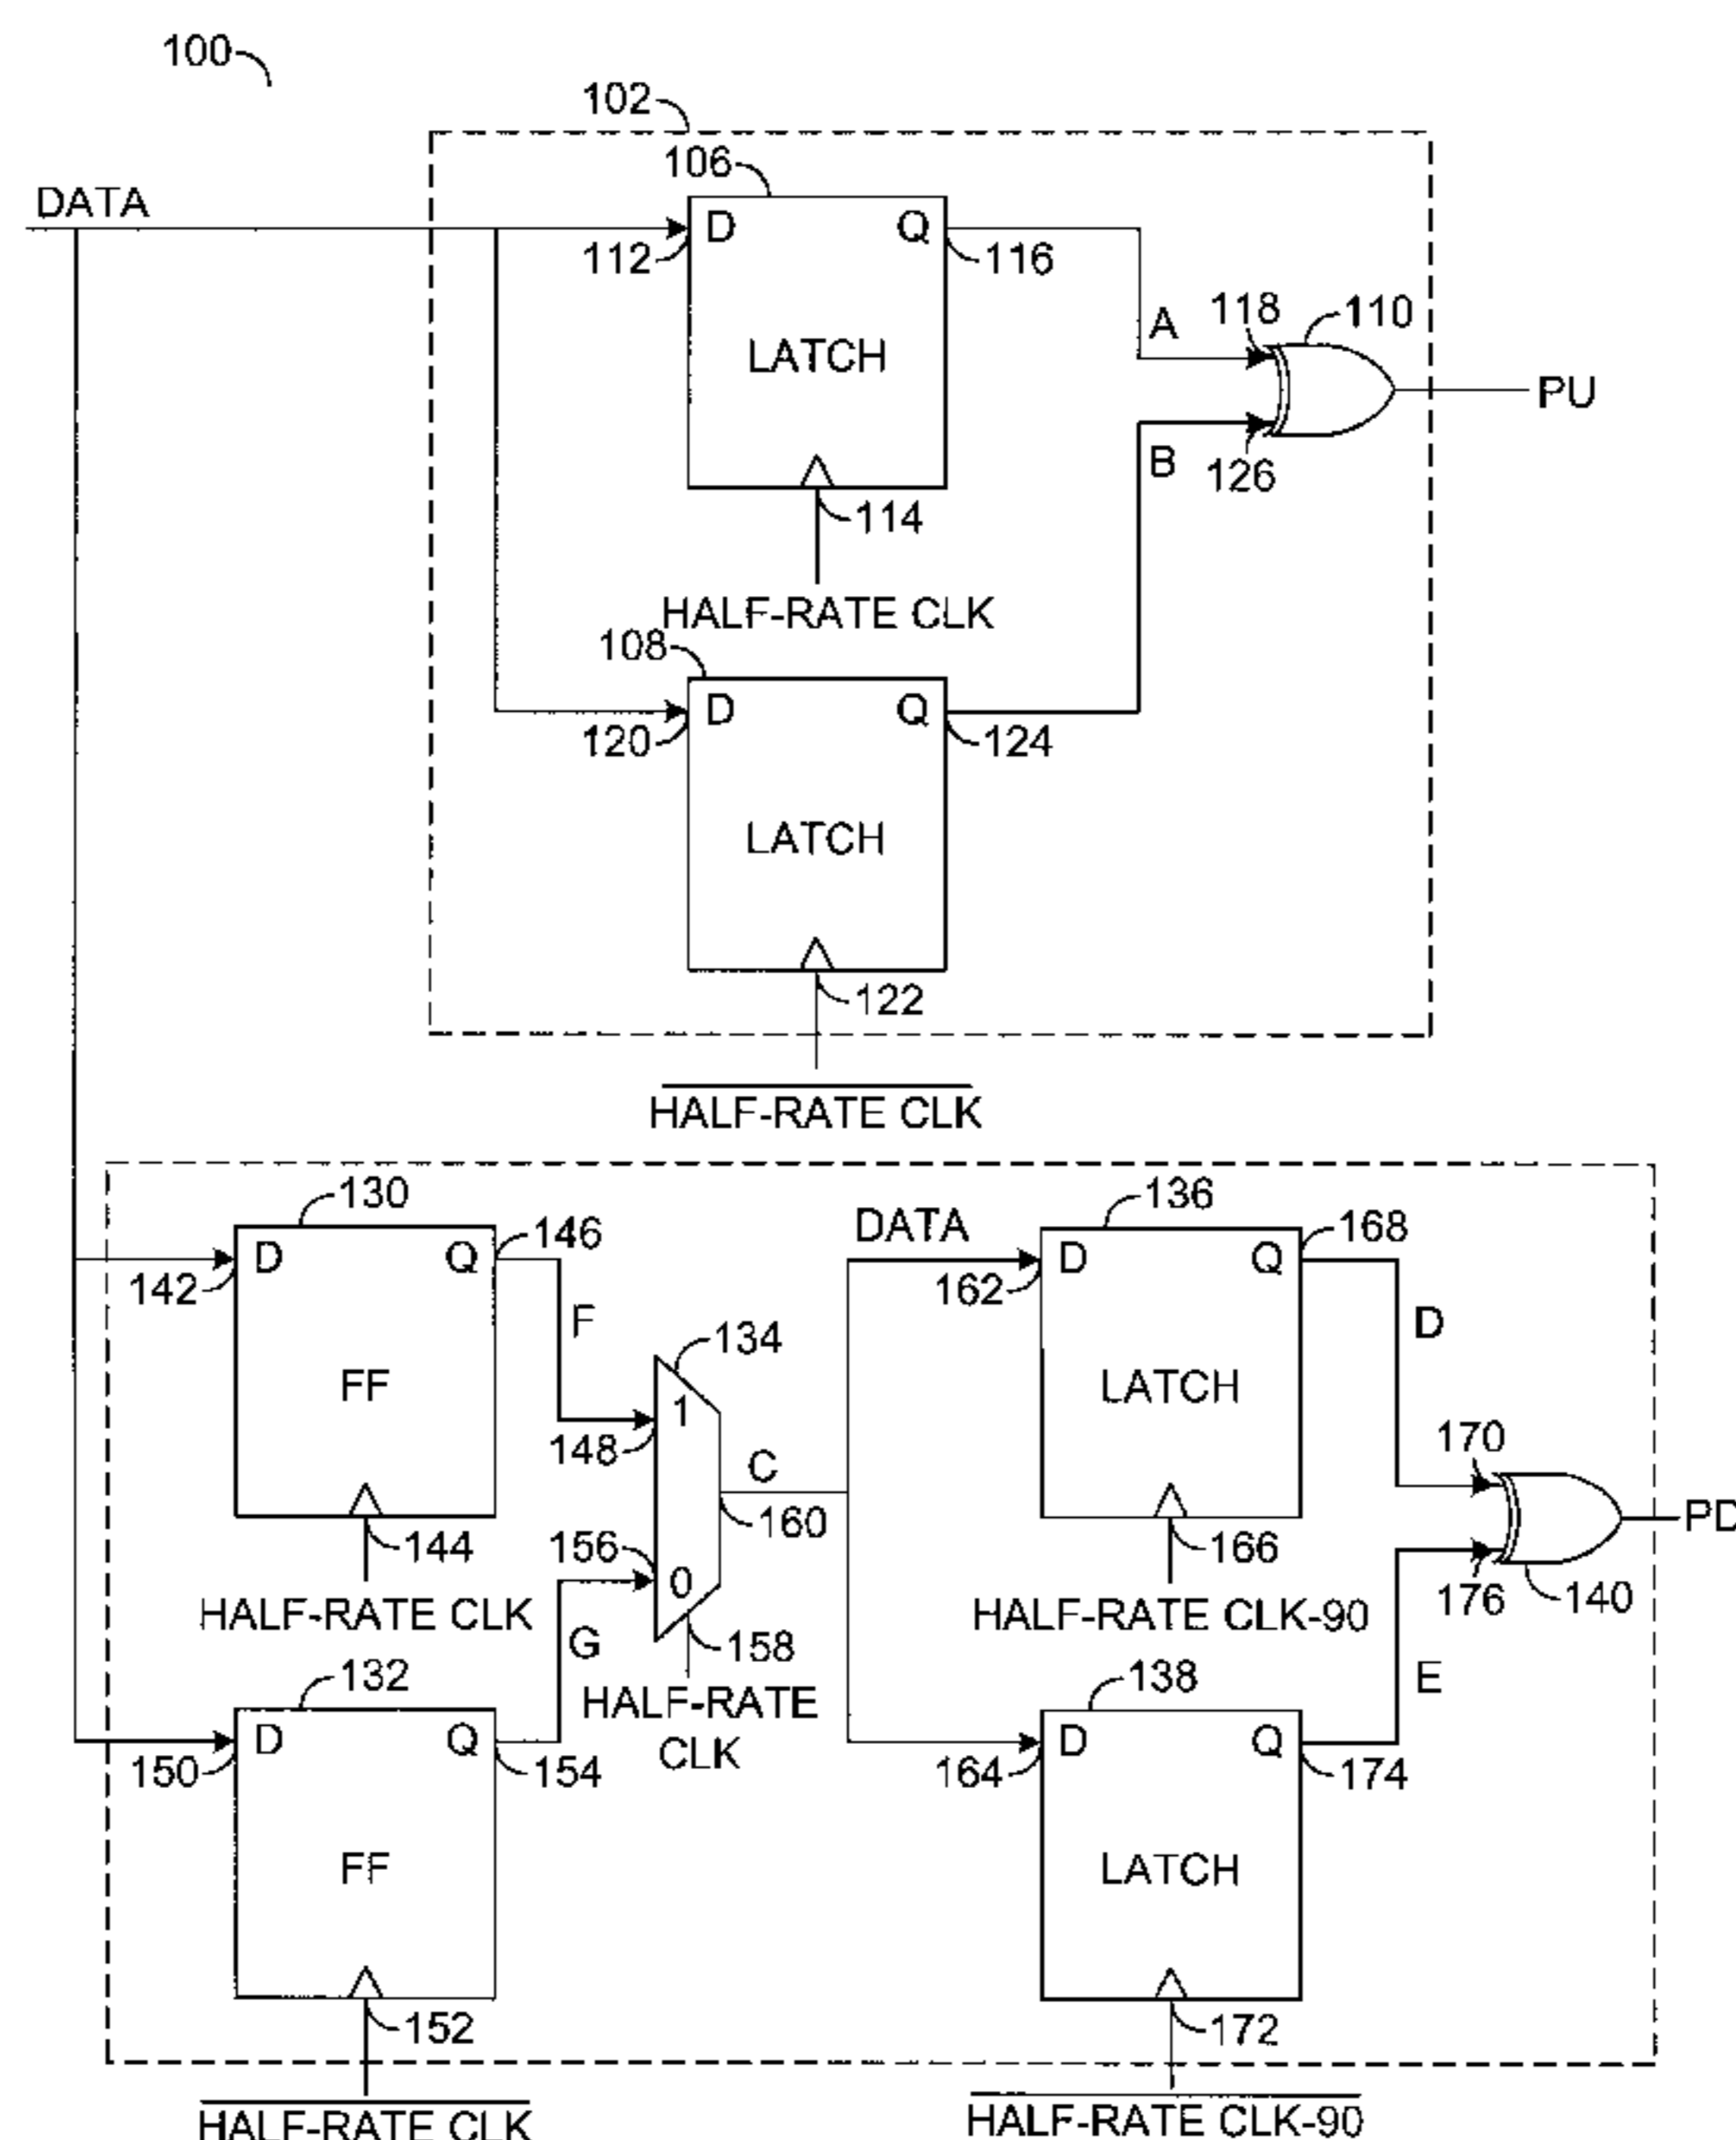 100
102
106
DATA
D Q
112 116
LATCH
A 118 110
PU
B 126
114
HALF-RATE CLK
108
D Q
120 124
LATCH
122
HALF-RATE CLK
130 DATA 136
146 168
D Q D Q
142 162
F 134 D
FF LATCH
1
148 170
C
160 PD
144 156 166
0 176 140
HALF-RATE CLK HALF-RATE CLK-90
G 158
132 138 E
HALF-RATE
CLK
D Q D Q
150 154 164 174
FF LATCH
152 172
HALF-RATE CLK HALF-RATE CLK-90